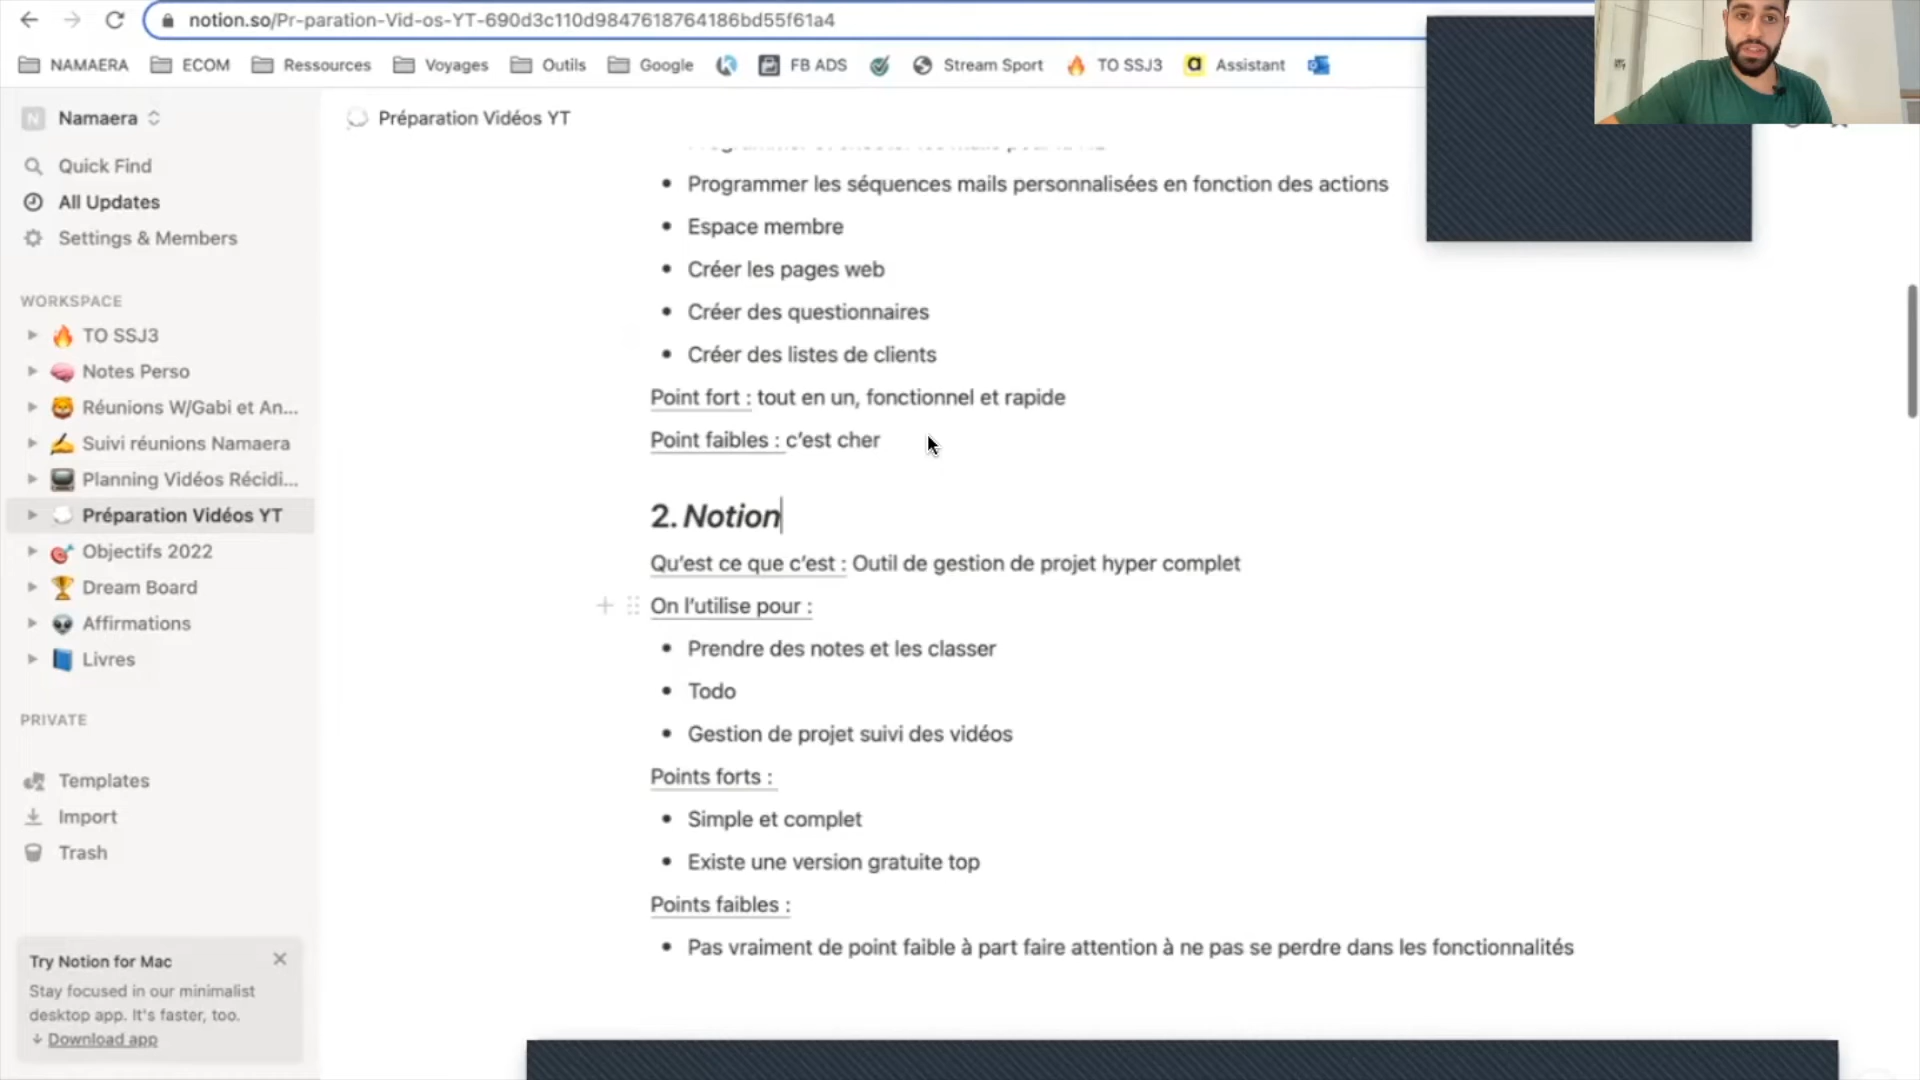 notion.so/Pr-paration-Vid-os-YT-690d3c110d9847618764186bd55f61a4
NAMAERA
ECOM
Ressources
Voyages
Outils
Google
FB ADS
Stream Sport
TO SSJ3
a Assistant
N Namaera
Quick Find
All Updates
Settings & Members
WORKSPACE
TO SSJ3
Notes Perso
Réunions W/Gabi et An...
Suivi réunions Namaera
Planning Vidéos Récidi...
Préparation Vidéos YT
Objectifs 2022
Dream Board
Affirmations
Livres
PRIVATE
Templates
Import
Trash
Try Notion for Mac
Stay focused in our minimalist
desktop app. It's faster, too.
Download app
Préparation Vidéos YT
• Programmer les séquences mails personnalisées en fonction des actions
• Espace membre
• Créer les pages web
• Créer des questionnaires
• Créer des listes de clients
Point fort : tout en un, fonctionnel et rapide
Point faibles : c'est cher
2. Notion
Qu'est ce que c'est : Outil de gestion de projet hyper complet
On l'utilise pour :
• Prendre des notes et les classer
• Todo
• Gestion de projet suivi des vidéos
Points forts :
• Simple et complet
• Existe une version gratuite top
Points faibles :
• Pas vraiment de point faible à part faire attention à ne pas se perdre dans les fonctionnalités